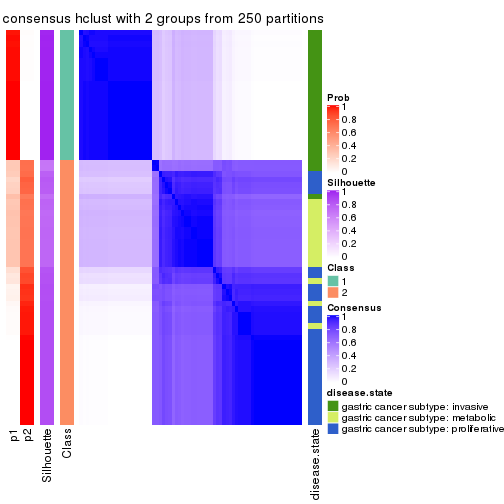 consensus hclust with 2 groups from 250 partitions
Prob
1
0.8
0.6
0.4
0.2
0
Silhouette
1
0.8
0.6
0.4
0.2
0
Class
1
2
Consensus
1
0.8
0.6
0.4
0.2
0
disease.state
gastric cancer subtype: invasive
gastric cancer subtype: metabolic
gastric cancer subtype: proliferative
p1
p2
Silhouette
Class
disease.state